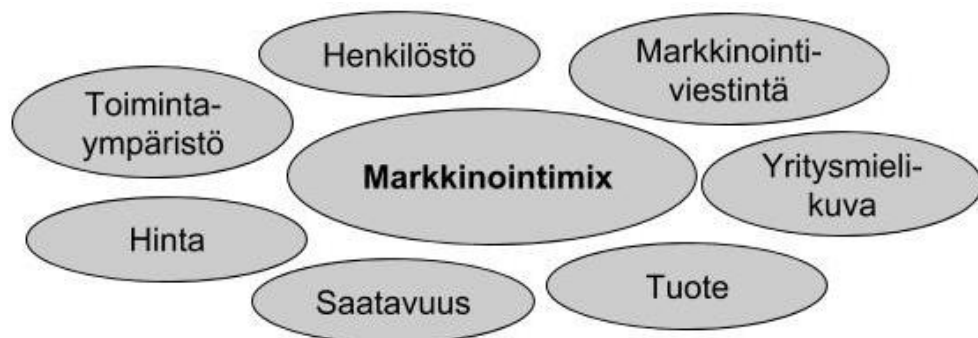 Henkilöstö
Markkinointi-
viestintä
Toiminta-
ympäristö
Markkinointimix
Yritysmieli-
kuva
Hinta
Saatavuus
Tuote